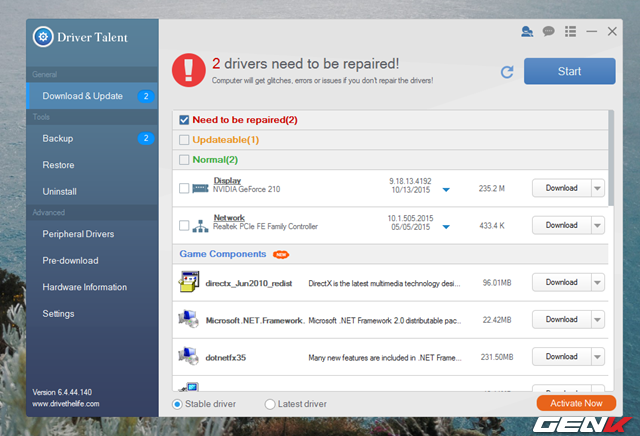 Driver Talent
General
Download & Update 2
Tools
Backup 2
Restore
Uninstall
Advanced
Peripheral Drivers
Pre-download
Hardware Information
Settings
Version 6.4.44.140
www.drivethelife.com
2 drivers need to be repaired!
Computer will get glitches, errors or issues if you don't repair the drivers!
Start
Need to be repaired(2)
Updateable(1)
Normal(2)
Display 9.18.13.4192
NVIDIA GeForce 210 10/13/2015 235.2 M Download
Network 10.1.505.2015
Realtek PCIe FE Family Controller 05/05/2015 433.4 K Download
Game Components NEW
directx_Jun2010_redist DirectX is the latest multimedia technology desi... 96.01MB Download
Microsoft .NET.Framework. Microsoft .NET Framework 2.0 distributable pac... 22.42MB Download
dotnetfx35 Many new features are included in .NET Frame... 231.50MB Download
Stable driver Latest driver Activate Now
GENK